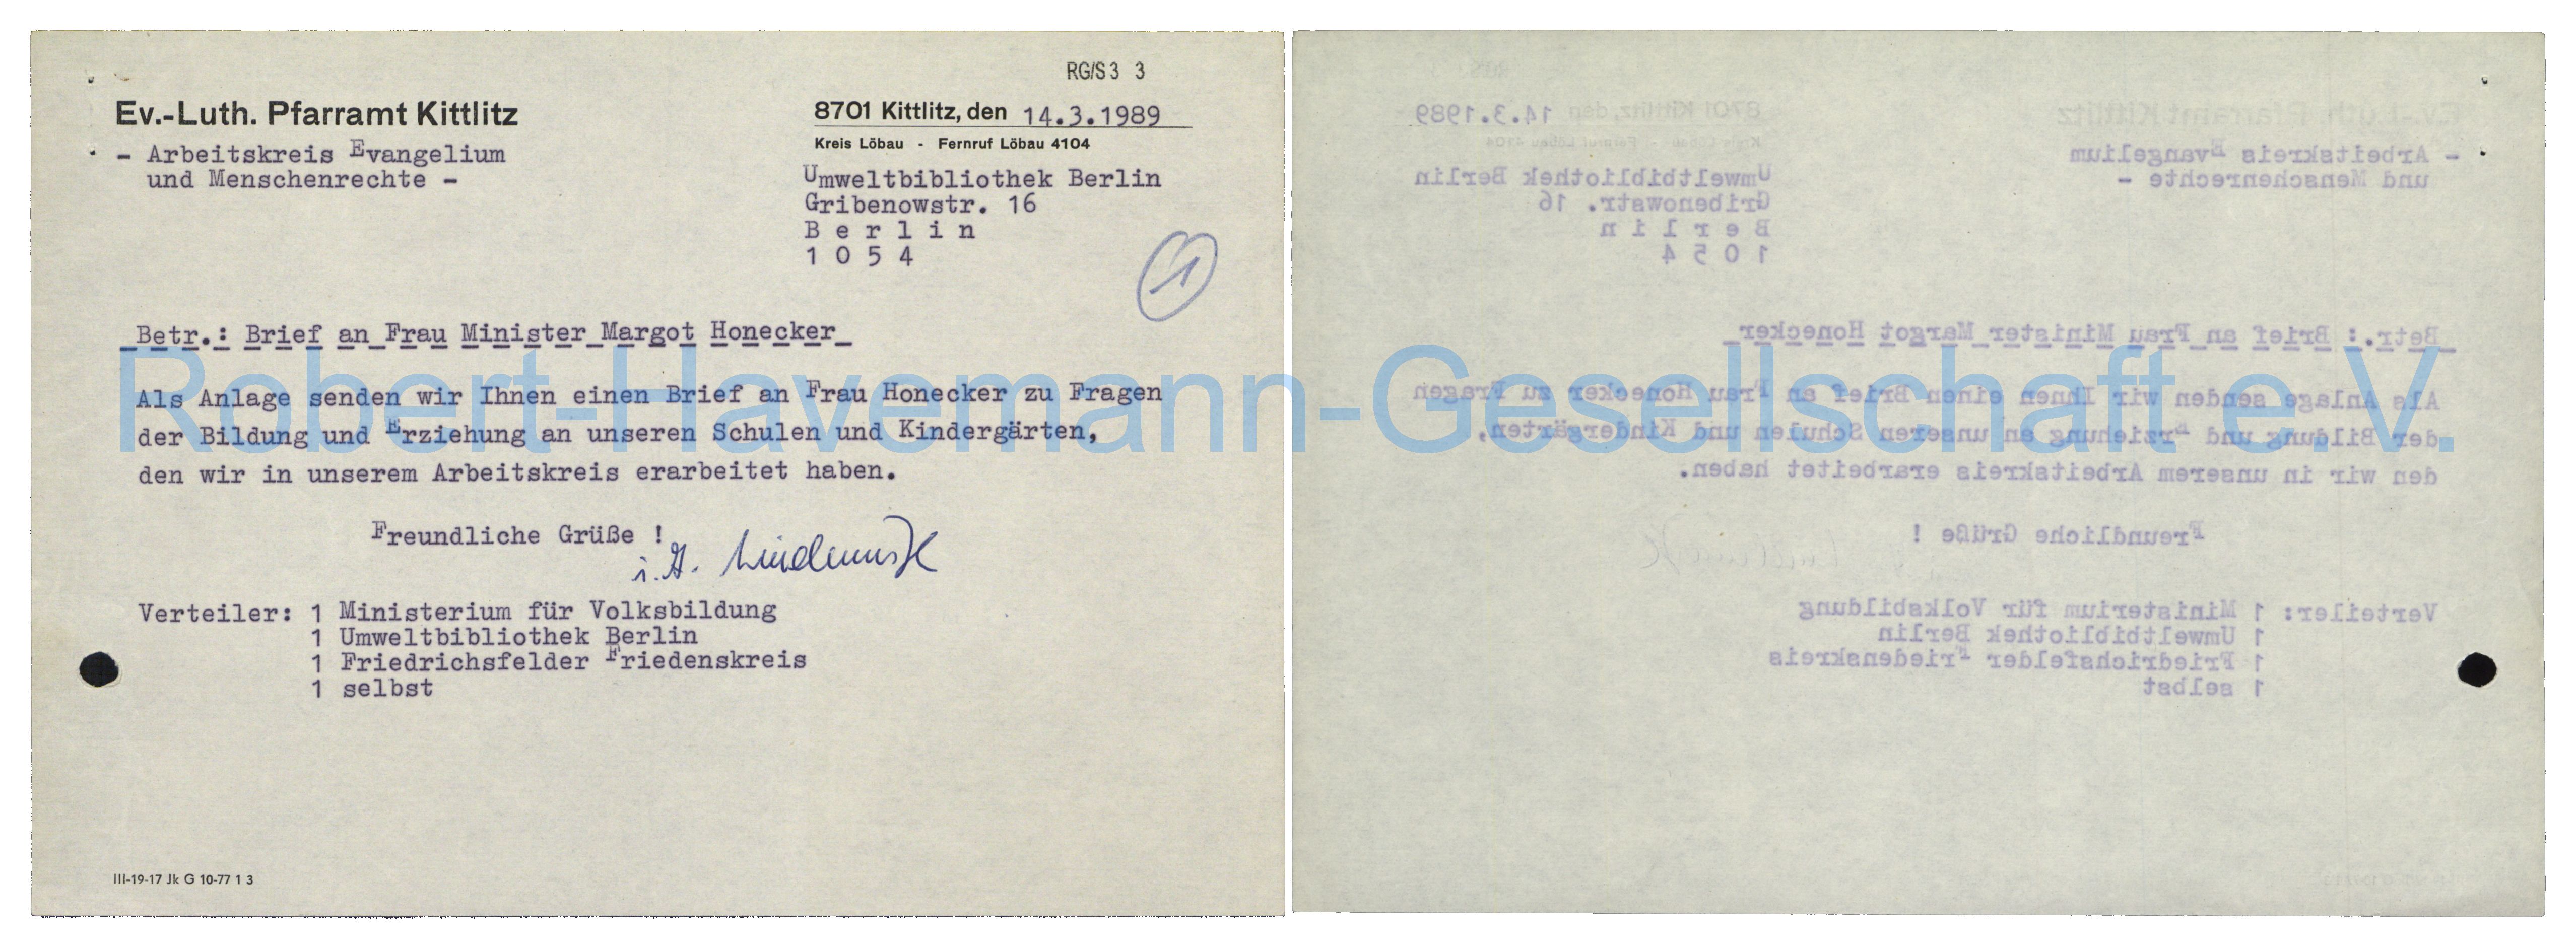 RG/S 3 3
Ev.-Luth. Pfarramt Kittlitz
8701 Kittlitz, den 14.3.1989
Kreis Löbau - Fernruf Löbau 4104
- Arbeitskreis Evangelium
und Menschenrechte -
Umweltbibliothek Berlin
Gribenowstr. 16
B e r l i n
1 0 5 4
1
Betr.: Brief an Frau Minister Margot Honecker
Als Anlage senden wir Ihnen einen Brief an Frau Honecker zu Fragen
der Bildung und Erziehung an unseren Schulen und Kindergärten,
den wir in unserem Arbeitskreis erarbeitet haben.
Freundliche Grüße !
i.A.
Verteiler: 1 Ministerium für Volksbildung
1 Umweltbibliothek Berlin
1 Friedrichsfelder Friedenskreis
1 selbst
III-19-17 Jk G 10-77 1 3
Robert-Havemann-Gesellschaft e.V.